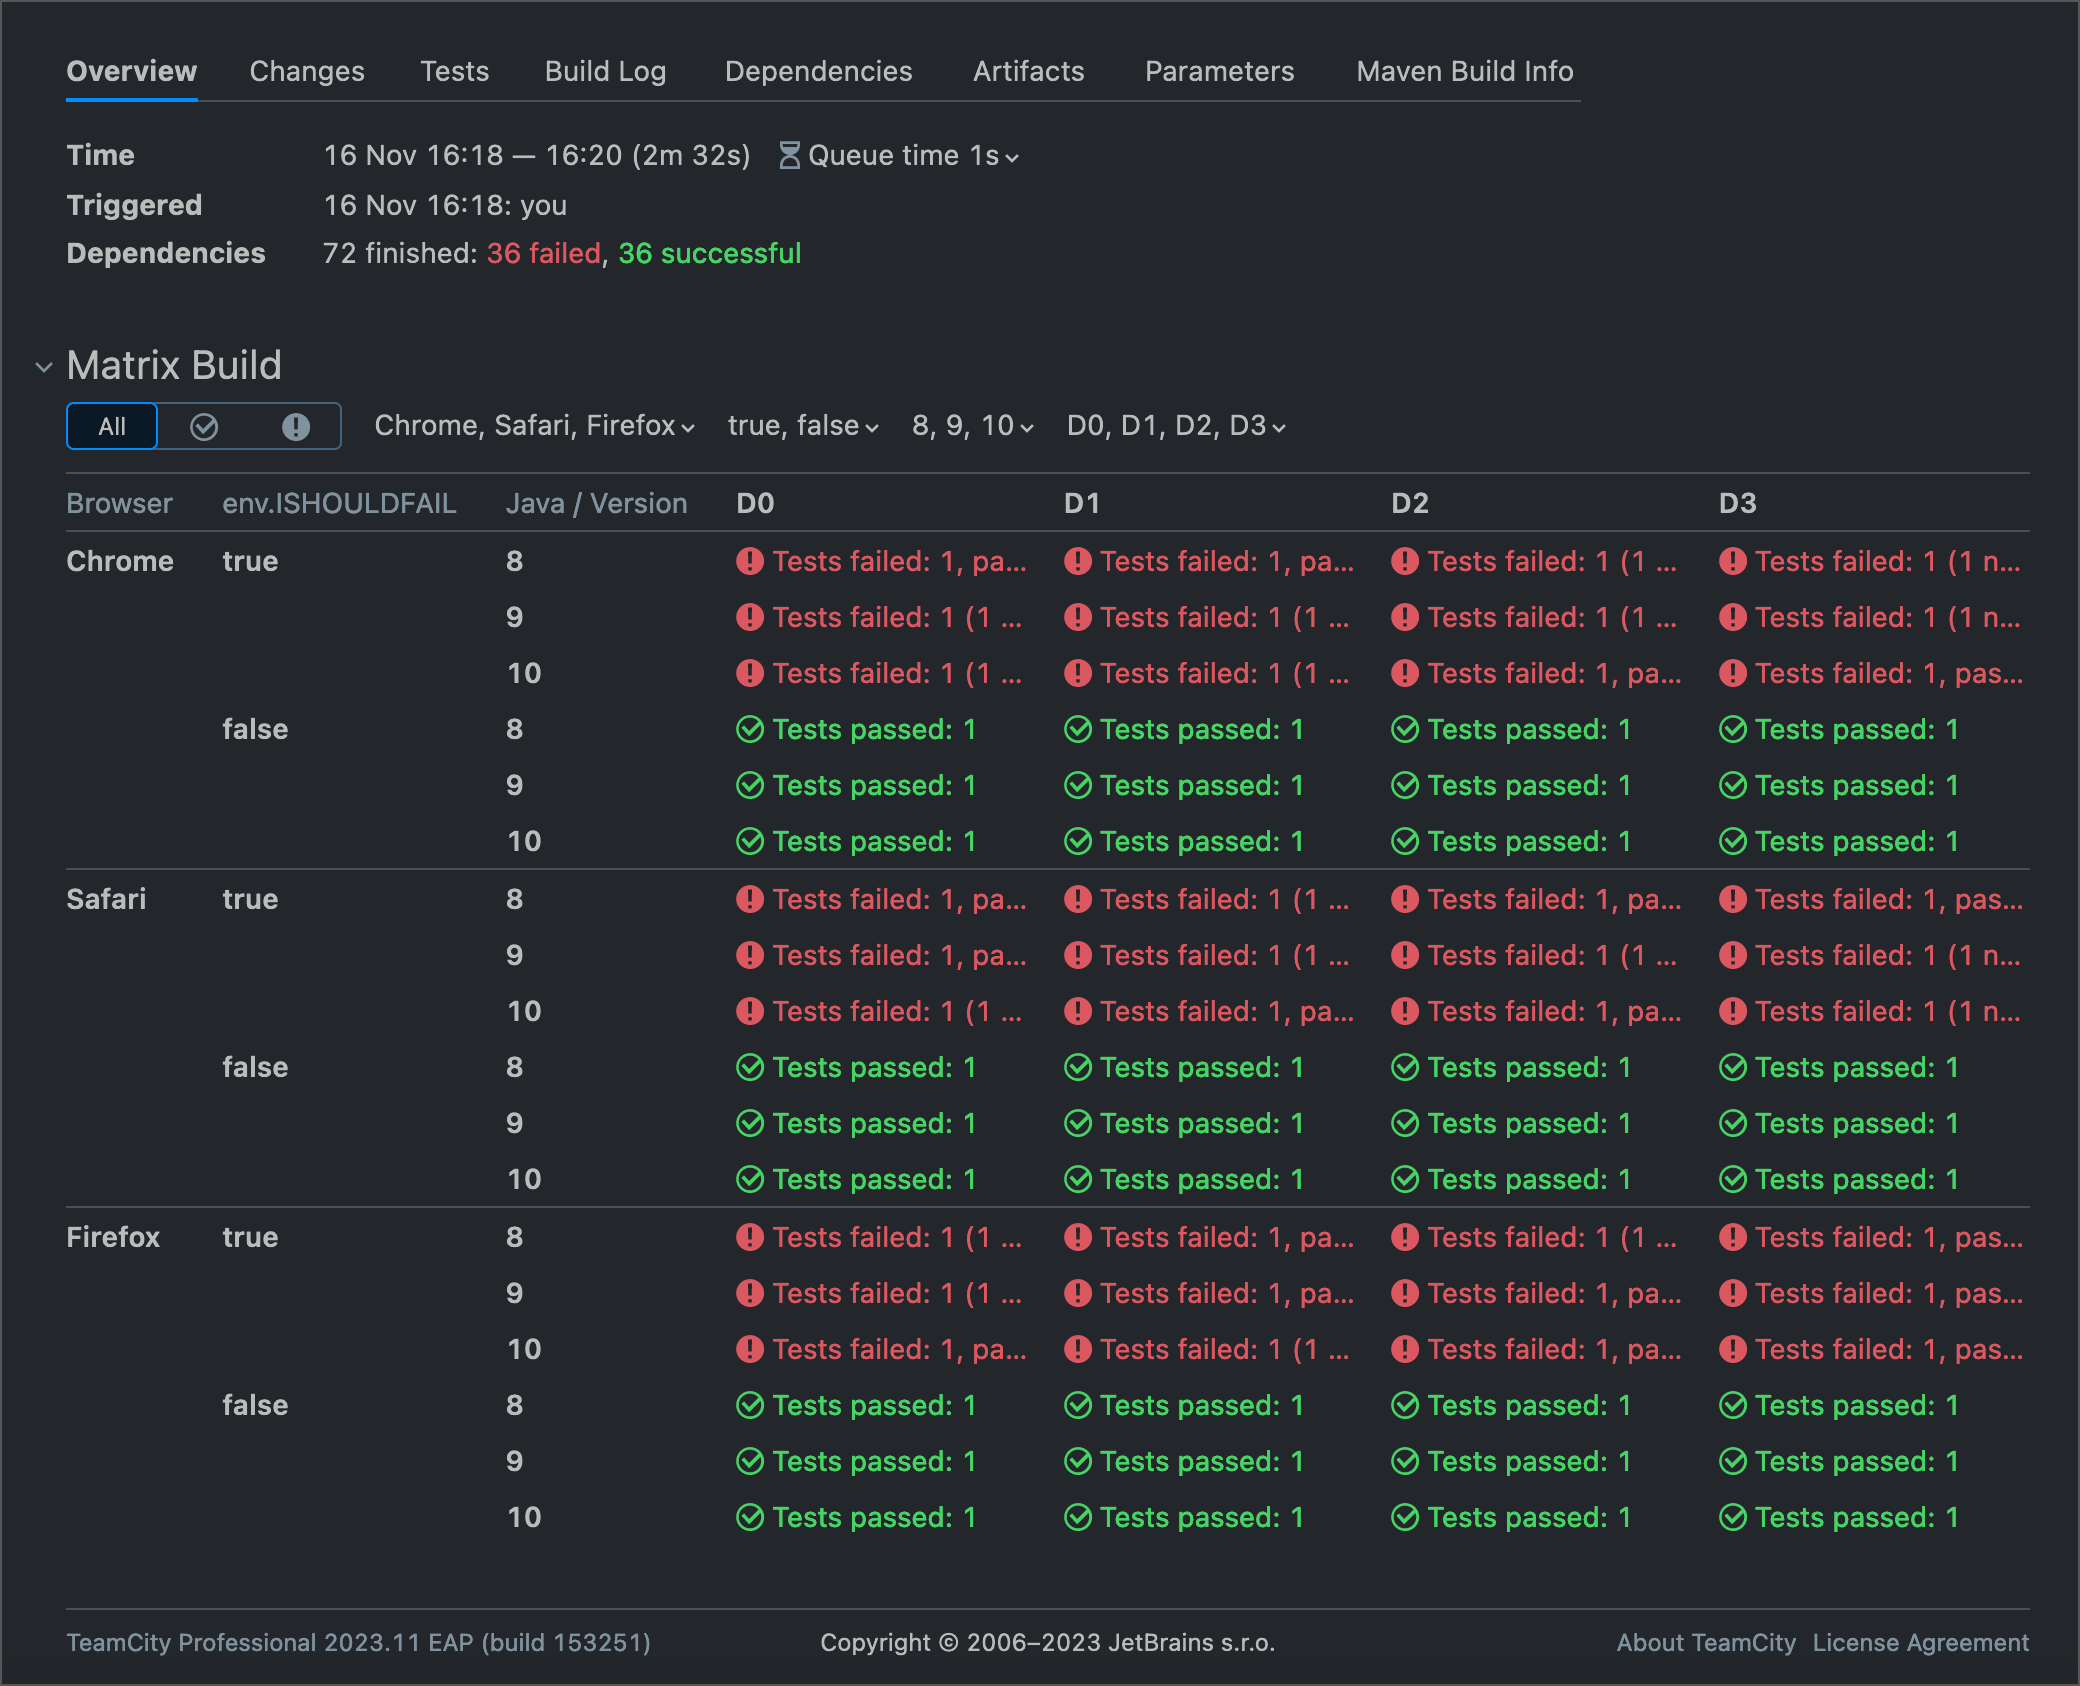 Overview Changes Tests Build Log Dependencies Artifacts Parameters Maven Build Info
Time 16 Nov 16:18 — 16:20 (2m 32s) Queue time 1s
Triggered 16 Nov 16:18: you
Dependencies 72 finished: 36 failed, 36 successful
Matrix Build
All Chrome, Safari, Firefox true, false 8, 9, 10 D0, D1, D2, D3
Browser env.ISHOULDFAIL Java / Version D0 D1 D2 D3
Chrome true 8 Tests failed: 1, pa... Tests failed: 1, pa... Tests failed: 1 (1 ... Tests failed: 1 (1 n...
9 Tests failed: 1 (1 ... Tests failed: 1 (1 ... Tests failed: 1 (1 ... Tests failed: 1 (1 n...
10 Tests failed: 1 (1 ... Tests failed: 1 (1 ... Tests failed: 1, pa... Tests failed: 1, pas...
false 8 Tests passed: 1 Tests passed: 1 Tests passed: 1 Tests passed: 1
9 Tests passed: 1 Tests passed: 1 Tests passed: 1 Tests passed: 1
10 Tests passed: 1 Tests passed: 1 Tests passed: 1 Tests passed: 1
Safari true 8 Tests failed: 1, pa... Tests failed: 1 (1 ... Tests failed: 1, pa... Tests failed: 1, pas...
9 Tests failed: 1, pa... Tests failed: 1 (1 ... Tests failed: 1 (1 ... Tests failed: 1 (1 n...
10 Tests failed: 1 (1 ... Tests failed: 1, pa... Tests failed: 1, pa... Tests failed: 1 (1 n...
false 8 Tests passed: 1 Tests passed: 1 Tests passed: 1 Tests passed: 1
9 Tests passed: 1 Tests passed: 1 Tests passed: 1 Tests passed: 1
10 Tests passed: 1 Tests passed: 1 Tests passed: 1 Tests passed: 1
Firefox true 8 Tests failed: 1 (1 ... Tests failed: 1, pa... Tests failed: 1 (1 ... Tests failed: 1, pas...
9 Tests failed: 1 (1 ... Tests failed: 1, pa... Tests failed: 1, pa... Tests failed: 1, pas...
10 Tests failed: 1, pa... Tests failed: 1 (1 ... Tests failed: 1, pa... Tests failed: 1, pas...
false 8 Tests passed: 1 Tests passed: 1 Tests passed: 1 Tests passed: 1
9 Tests passed: 1 Tests passed: 1 Tests passed: 1 Tests passed: 1
10 Tests passed: 1 Tests passed: 1 Tests passed: 1 Tests passed: 1
TeamCity Professional 2023.11 EAP (build 153251) Copyright © 2006–2023 JetBrains s.r.o. About TeamCity License Agreement